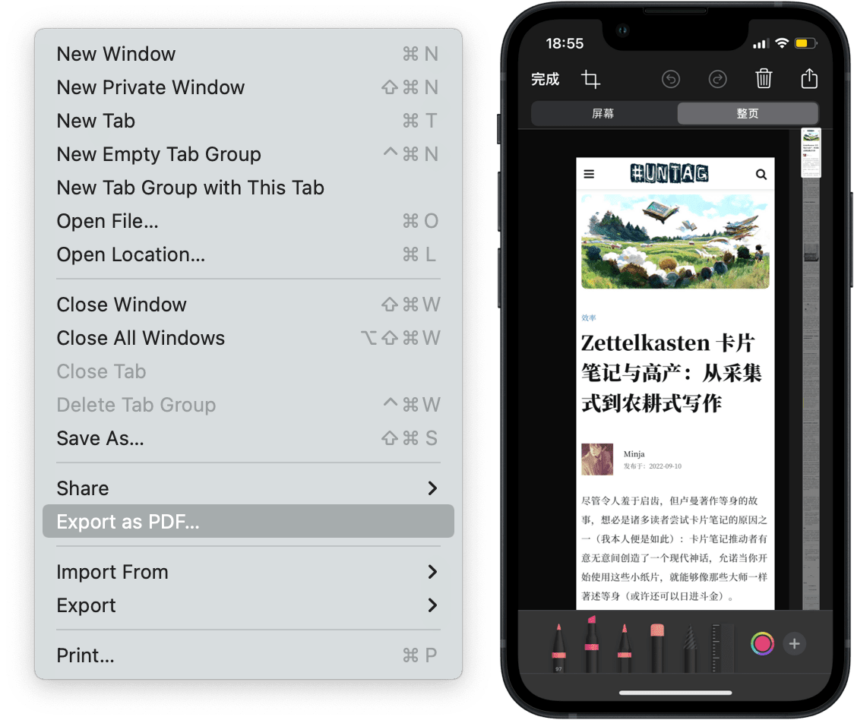 New Window ⌘ N
New Private Window ⇧ ⌘ N
New Tab ⌘ T
New Empty Tab Group ^ ⌘ N
New Tab Group with This Tab
Open File... ⌘ O
Open Location... ⌘ L
Close Window ⇧ ⌘ W
Close All Windows ⌥ ⇧ ⌘ W
Close Tab
Delete Tab Group ^ ⌘ W
Save As... ⇧ ⌘ S
Share
Export as PDF...
Import From
Export
Print... ⌘ P
18:55
完成
屏幕 整页
#UNTAG
效率
Zettelkasten 卡片
笔记与高产：从采集
式到农耕式写作
Minja
发布于：2022-09-10
尽管令人羞于启齿，但卢曼著作等身的故
事，想必是诸多读者尝试卡片笔记的原因之
一（我本人便是如此）：卡片笔记推动者有
意无意间创造了一个现代神话，允诺当你开
始使用这些小纸片，就能够像那些大师一样
著述等身（或许还可以日进斗金）。